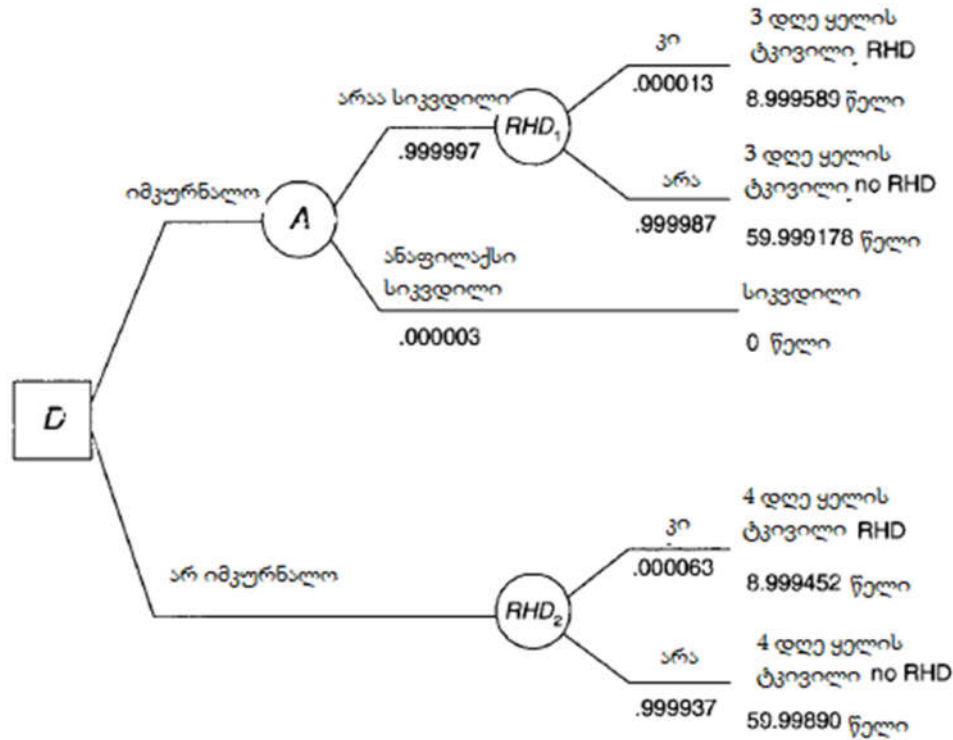 3 დღე ყელის
ტკივილი, RHD
კი
.000013
8.999589 წელი
არაა სიკვდილი
RHD₁
.999997
3 დღე ყელის
ტკივილი, no RHD
არა
.999987
59.999178 წელი
იმკურნალო
A
ანაფილაქსი
სიკვდილი
.000003
სიკვდილი
0 წელი
D
4 დღე ყელის
ტკივილი RHD
კი
.000063
8.999452 წელი
არ იმკურნალო
RHD₂
4 დღე ყელის
ტკივილი no RHD
არა
.999937
59.99890 წელი